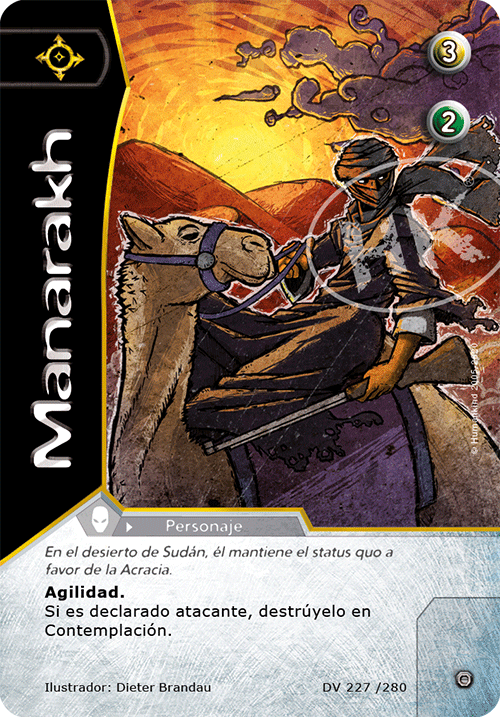 3
2
Manarakh
HK
Personaje
En el desierto de Sudán, él mantiene el status quo a
favor de la Acracia.
Agilidad.
Si es declarado atacante, destrúyelo en
Contemplación.
Ilustrador: Dieter Brandau
DV 227 /280